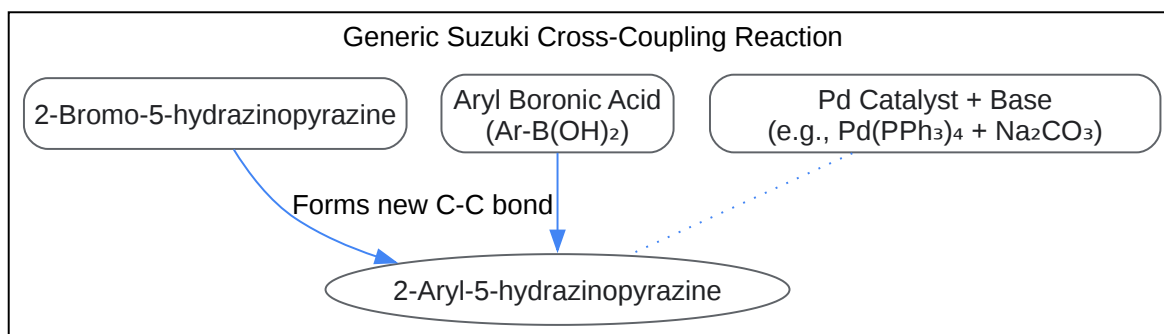 Generic Suzuki Cross-Coupling Reaction
2-Bromo-5-hydrazinopyrazine
Aryl Boronic Acid
(Ar-B(OH)₂)
Pd Catalyst + Base
(e.g., Pd(PPh₃)₄ + Na₂CO₃)
Forms new C-C bond
2-Aryl-5-hydrazinopyrazine